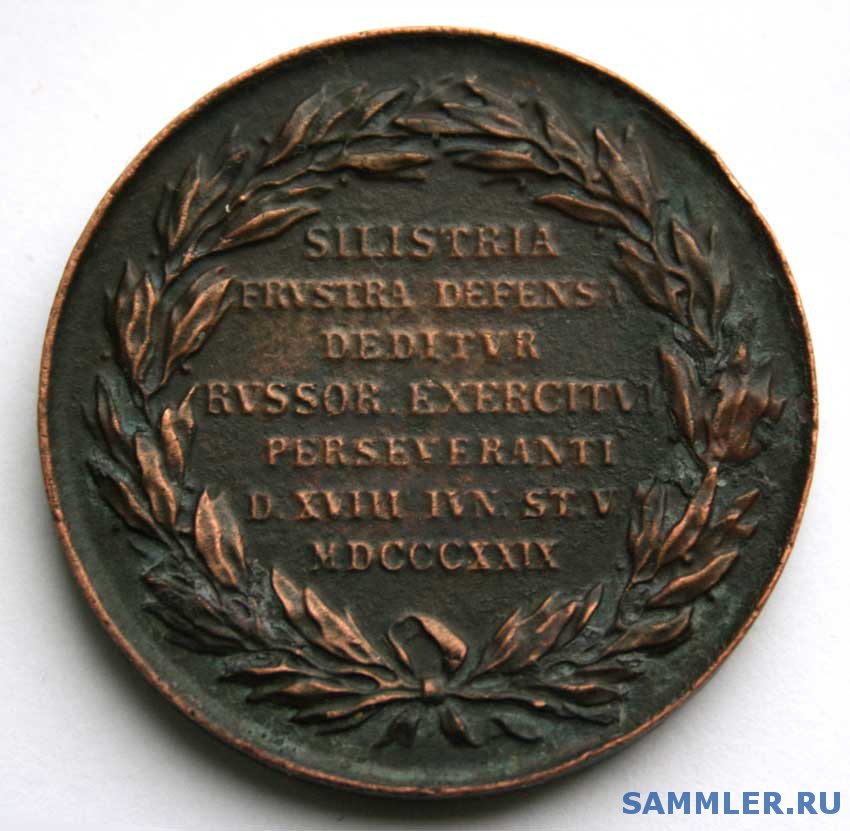 SILISTRIA
FRVSTRA DEFENSA
DEDITVR
RVSSOR. EXERCITVI
PERSEVERANTI
D. XVIII IVN. ST. V
MDCCCXXIX
SAMMLER.RU